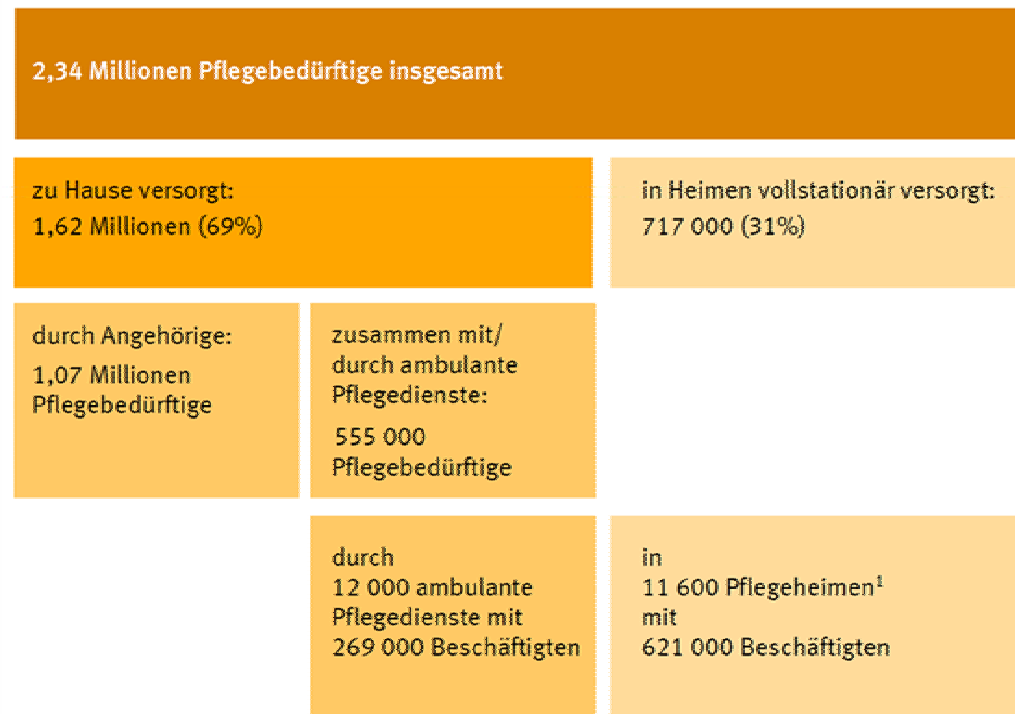 2,34 Millionen Pflegebedürftige insgesamt
zu Hause versorgt:
1,62 Millionen (69%)
in Heimen vollstationär versorgt:
717 000 (31%)
durch Angehörige:
1,07 Millionen
Pflegebedürftige
zusammen mit/
durch ambulante
Pflegedienste:
555 000
Pflegebedürftige
durch
12 000 ambulante
Pflegedienste mit
269 000 Beschäftigten
in
11 600 Pflegeheimen¹
mit
621 000 Beschäftigten